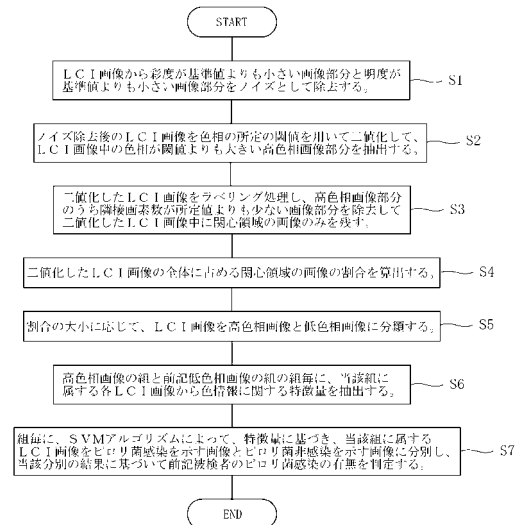 START
LCI画像から彩度が基準値よりも小さい画像部分と明度が
基準値よりも小さい画像部分をノイズとして除去する。
S1
ノイズ除去後のLCI画像を色相の所定の閾値を用いて二値化して、
LCI画像中の色相が閾値よりも大きい高色相画像部分を抽出する。
S2
二値化したLCI画像をラベリング処理し、高色相画像部分
のうち隣接画素数が所定値よりも少ない画像部分を除去して
二値化したLCI画像中に関心領域の画像のみを残す。
S3
二値化したLCI画像の全体に占める関心領域の画像の割合を算出する。
S4
割合の大小に応じて、LCI画像を高色相画像と低色相画像に分類する。
S5
高色相画像の組と前記低色相画像の組の組毎に、当該組に
属する各LCI画像から色情報に関する特徴量を抽出する。
S6
組毎に、SVMアルゴリズムによって、特徴量に基づき、当該組に属する
LCI画像をピロリ菌感染を示す画像とピロリ菌非感染を示す画像に分別し、
当該分別の結果に基づいて前記被検者のピロリ菌感染の有無を判定する。
S7
END